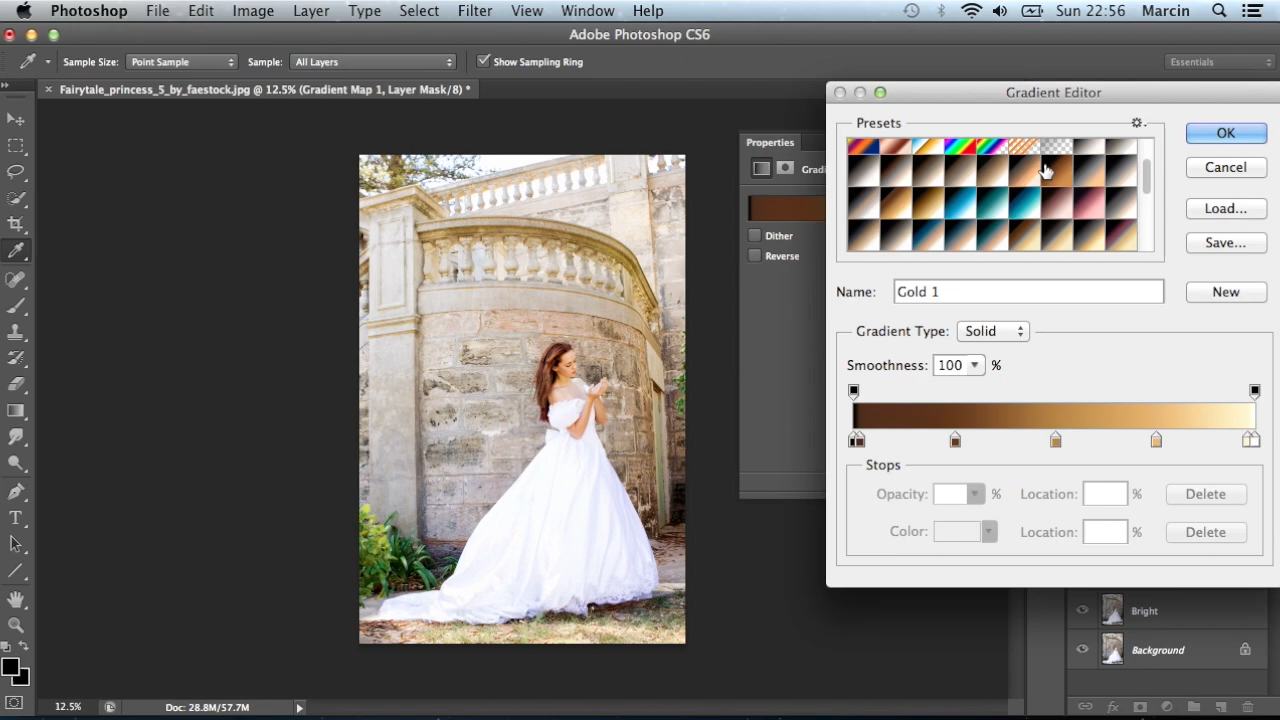 Photoshop File Edit Image Layer Type Select Filter View Window Help Sun 22:56 Marcin
Adobe Photoshop CS6
Sample Size: Point Sample Sample: All Layers Show Sampling Ring Essentials
Fairytale_princess_5_by_faestock.jpg @ 12.5% (Gradient Map 1, Layer Mask/8) *
Gradient Editor
Properties
Dither
Reverse
Presets
OK
Cancel
Load...
Save...
Name: Gold 1
New
Gradient Type: Solid
Smoothness: 100 %
Stops
Opacity: % Location: % Delete
Color: Location: % Delete
Bright
Background
12.5% Doc: 28.8M/57.7M
T
fx